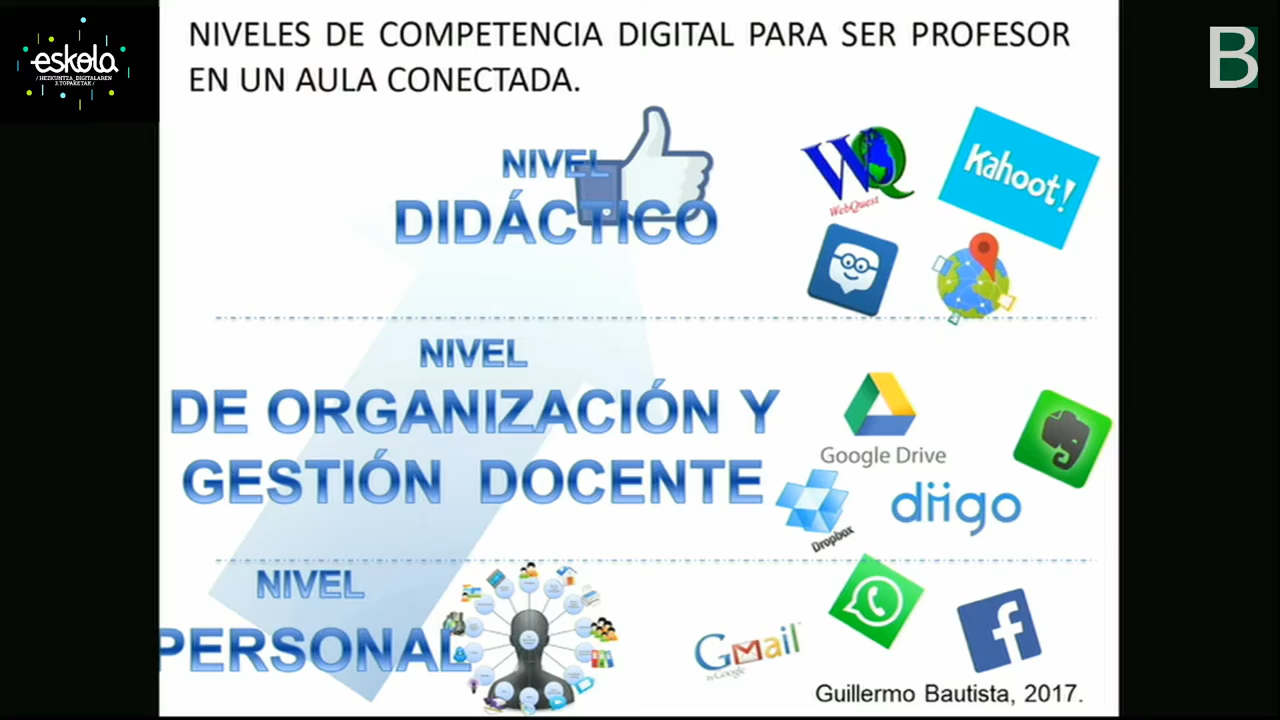 eskola
/ HEZKUNTZA_DIGITALAREN
3.TOPAKETAK /
B
NIVELES DE COMPETENCIA DIGITAL PARA SER PROFESOR
EN UN AULA CONECTADA.
NIVEL
DIDÁCTICO
WQ
WebQuest
Kahoot!
NIVEL
DE ORGANIZACIÓN Y
GESTIÓN DOCENTE
Google Drive
Dropbox
diigo
NIVEL
PERSONAL
Gmail
by Google
f
Guillermo Bautista, 2017.